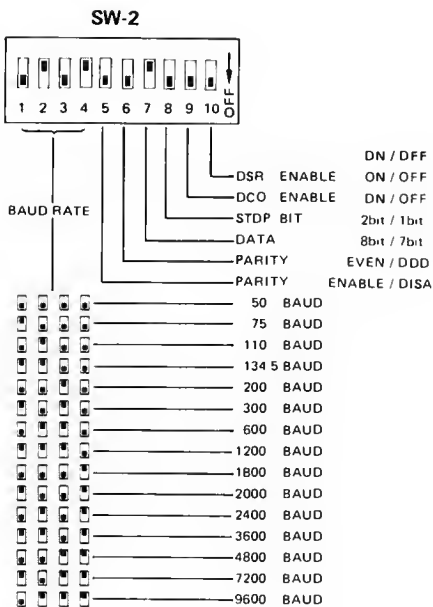 SW-2
1 2 3 4 5 6 7 8 9 10 OFF
DN / DFF
DSR ENABLE ON / OFF
DCO ENABLE DN / OFF
BAUD RATE
STDP BIT 2bit / 1bit
DATA 8bit / 7bit
PARITY EVEN / DDD
PARITY ENABLE / DISA
50 BAUD
75 BAUD
110 BAUD
134 5 BAUD
200 BAUD
300 BAUD
600 BAUD
1200 BAUD
1800 BAUD
2000 BAUD
2400 BAUD
3600 BAUD
4800 BAUD
7200 BAUD
9600 BAUD